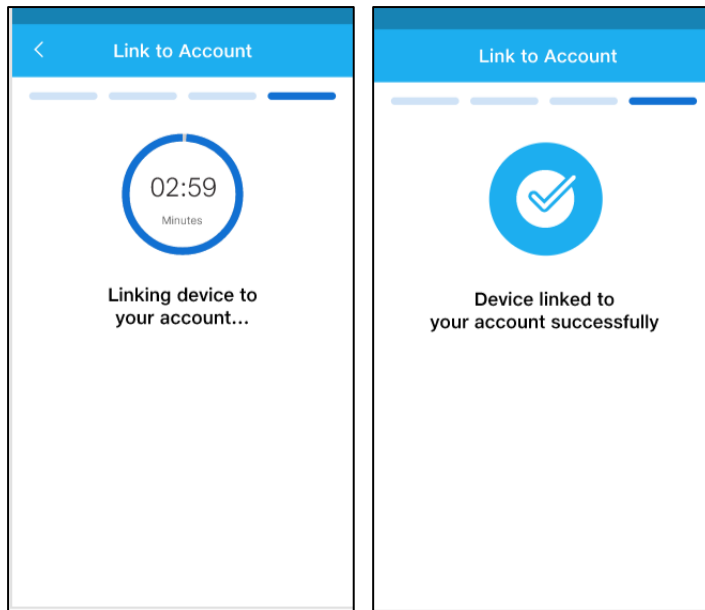 Link to Account
02:59
Minutes
Linking device to
your account...
Link to Account
Device linked to
your account successfully